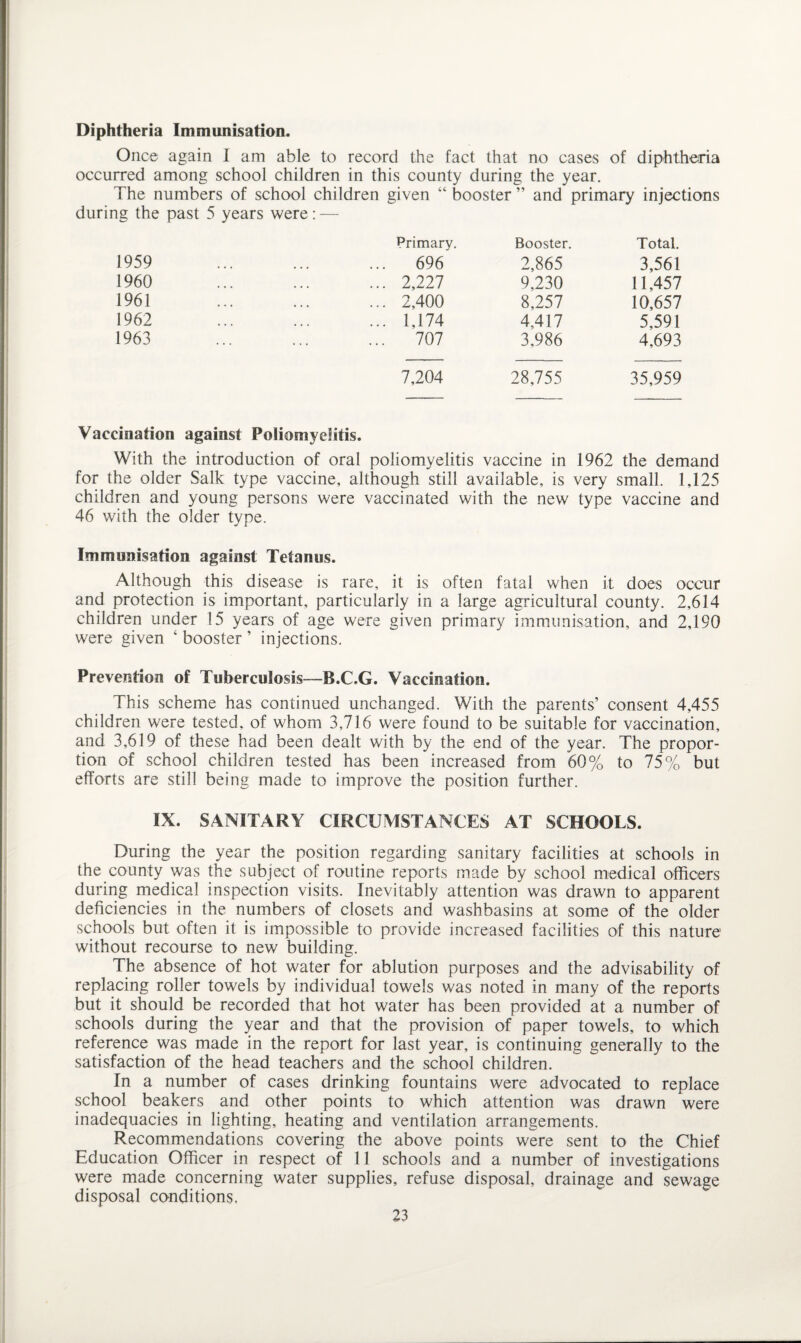 Diphtheria Immunisation.
Once again I am able to record the fact that no cases of diphtheria
occurred among school children in this county during the year.
The numbers of school children given “ booster ” and primary injections
during the past 5 years were: —
Primary. Booster. Total.
1959 ... ... ... 696 2,865 3,561
1960 ... ... ... 2,227 9,230 11,457
1961 ... ... ... 2,400 8,257 10,657
1962 ... ... ... 1,174 4,417 5,591
1963 ... ... ... 707 3,986 4,693
7,204 28,755 35,959
Vaccination against Poliomyelitis.
With the introduction of oral poliomyelitis vaccine in 1962 the demand
for the older Salk type vaccine, although still available, is very small. 1,125
children and young persons were vaccinated with the new type vaccine and
46 with the older type.
Immunisation against Tetanus.
Although this disease is rare, it is often fatal when it does occur
and protection is important, particularly in a large agricultural county. 2,614
children under 15 years of age were given primary immunisation, and 2,190
were given ‘ booster ’ injections.
Prevention of Tuberculosis—B.C.G. Vaccination.
This scheme has continued unchanged. With the parents’ consent 4,455
children were tested, of whom 3,716 were found to be suitable for vaccination,
and 3,619 of these had been dealt with by the end of the year. The propor-
tion of school children tested has been increased from 60% to 75% but
efforts are still being made to improve the position further.
IX. SANITARY CIRCUMSTANCES AT SCHOOLS.
During the year the position regarding sanitary facilities at schools in
the county was the subject of routine reports made by school medical officers
during medical inspection visits. Inevitably attention was drawn to apparent
deficiencies in the numbers of closets and washbasins at some of the older
schools but often it is impossible to provide increased facilities of this nature
without recourse to new building.
The absence of hot water for ablution purposes and the advisability of
replacing roller towels by individual towels was noted in many of the reports
but it should be recorded that hot water has been provided at a number of
schools during the year and that the provision of paper towels, to which
reference was made in the report for last year, is continuing generally to the
satisfaction of the head teachers and the school children.
In a number of cases drinking fountains were advocated to replace
school beakers and other points to which attention was drawn were
inadequacies in lighting, heating and ventilation arrangements.
Recommendations covering the above points were sent to the Chief
Education Officer in respect of 11 schools and a number of investigations
were made concerning water supplies, refuse disposal, drainage and sewage
disposal conditions.
23